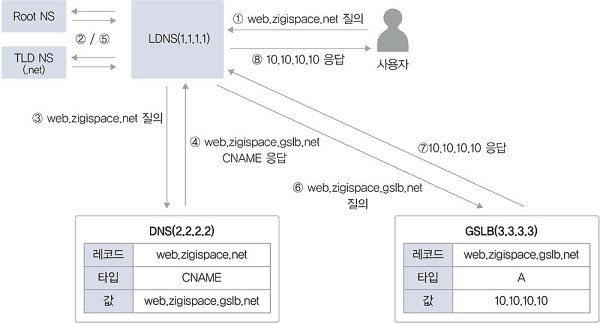 Root NS
TLD NS
(.net)
② / ⑤
LDNS(1.1.1.1)
① web.zigispace.net 질의
⑧ 10.10.10.10 응답
사용자
③ web.zigispace.net 질의
④ web.zigispace.gslb.net
CNAME 응답
⑦10.10.10.10 응답
⑥ web.zigispace.gslb.net
질의
DNS(2.2.2.2)
레코드 web.zigispace.net
타입 CNAME
값 web.zigispace.gslb.net
GSLB(3.3.3.3)
레코드 web.zigispace.gslb.net
타입 A
값 10.10.10.10